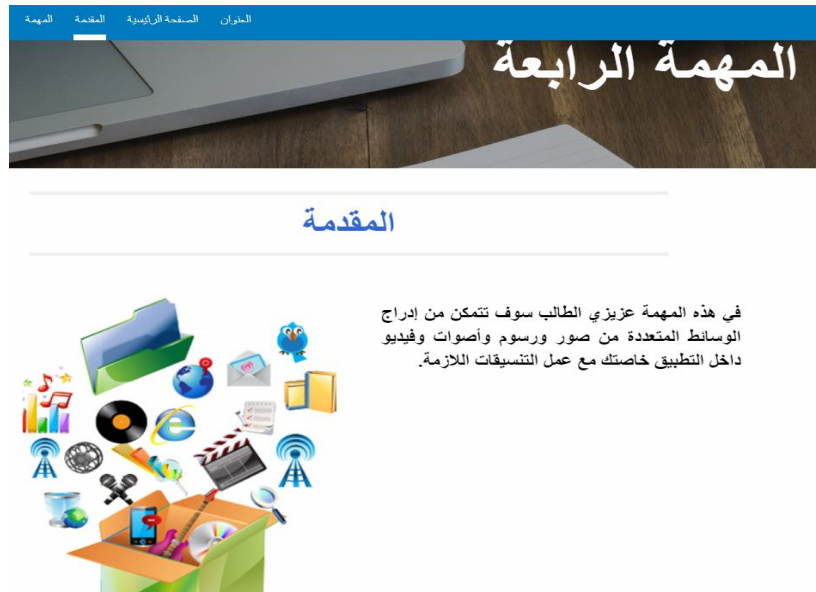 العنوان الصفحة الرئيسية المقدمة المهمة
المهمة الرابعة
المقدمة
في هذه المهمة عزيزي الطالب سوف تتمكن من إدراج
الوسائط المتعددة من صور ورسوم وأصوات وفيديو
داخل التطبيق خاصتك مع عمل التنسيقات اللازمة.